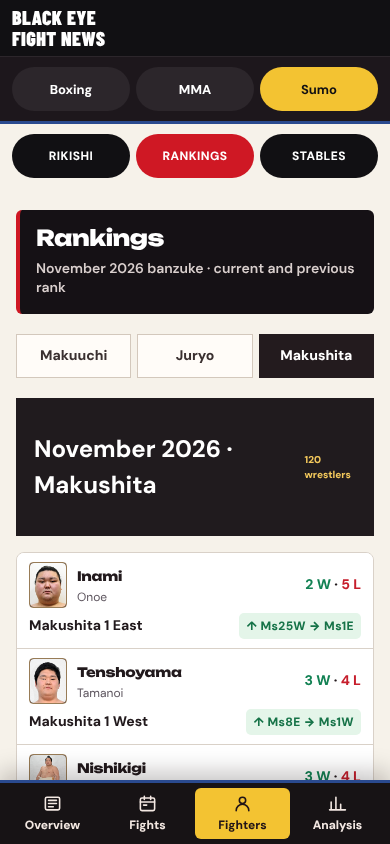 BLACK EYE
FIGHT NEWS
Boxing
MMA
Sumo
RIKISHI
RANKINGS
STABLES
Rankings
November 2026 banzuke · current and previous
rank
Makuuchi
Juryo
Makushita
November 2026 ·
Makushita
120
wrestlers
Inami
Onoe
2 W · 5 L
Makushita 1 East
↑ Ms25W → Ms1E
Tenshoyama
Tamanoi
3 W · 4 L
Makushita 1 West
↑ Ms8E → Ms1W
Nishikigi
3 W · 4 L
Overview
Fights
Fighters
Analysis